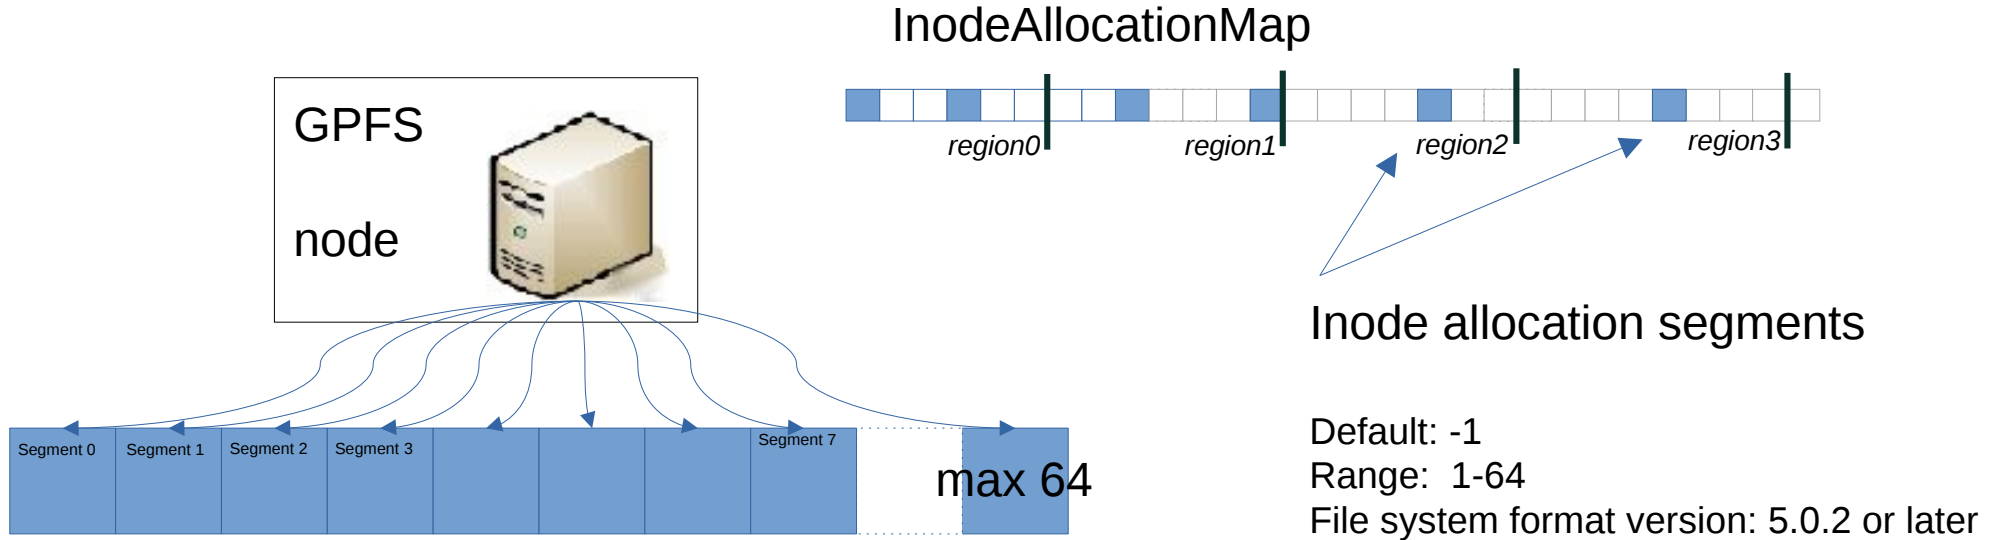 InodeAllocationMap
GPFS
node
region0
region1
region2
region3
Inode allocation segments
Segment 0
Segment 1
Segment 2
Segment 3
Segment 7
max 64
Default: -1
Range:  1-64
File system format version: 5.0.2 or later